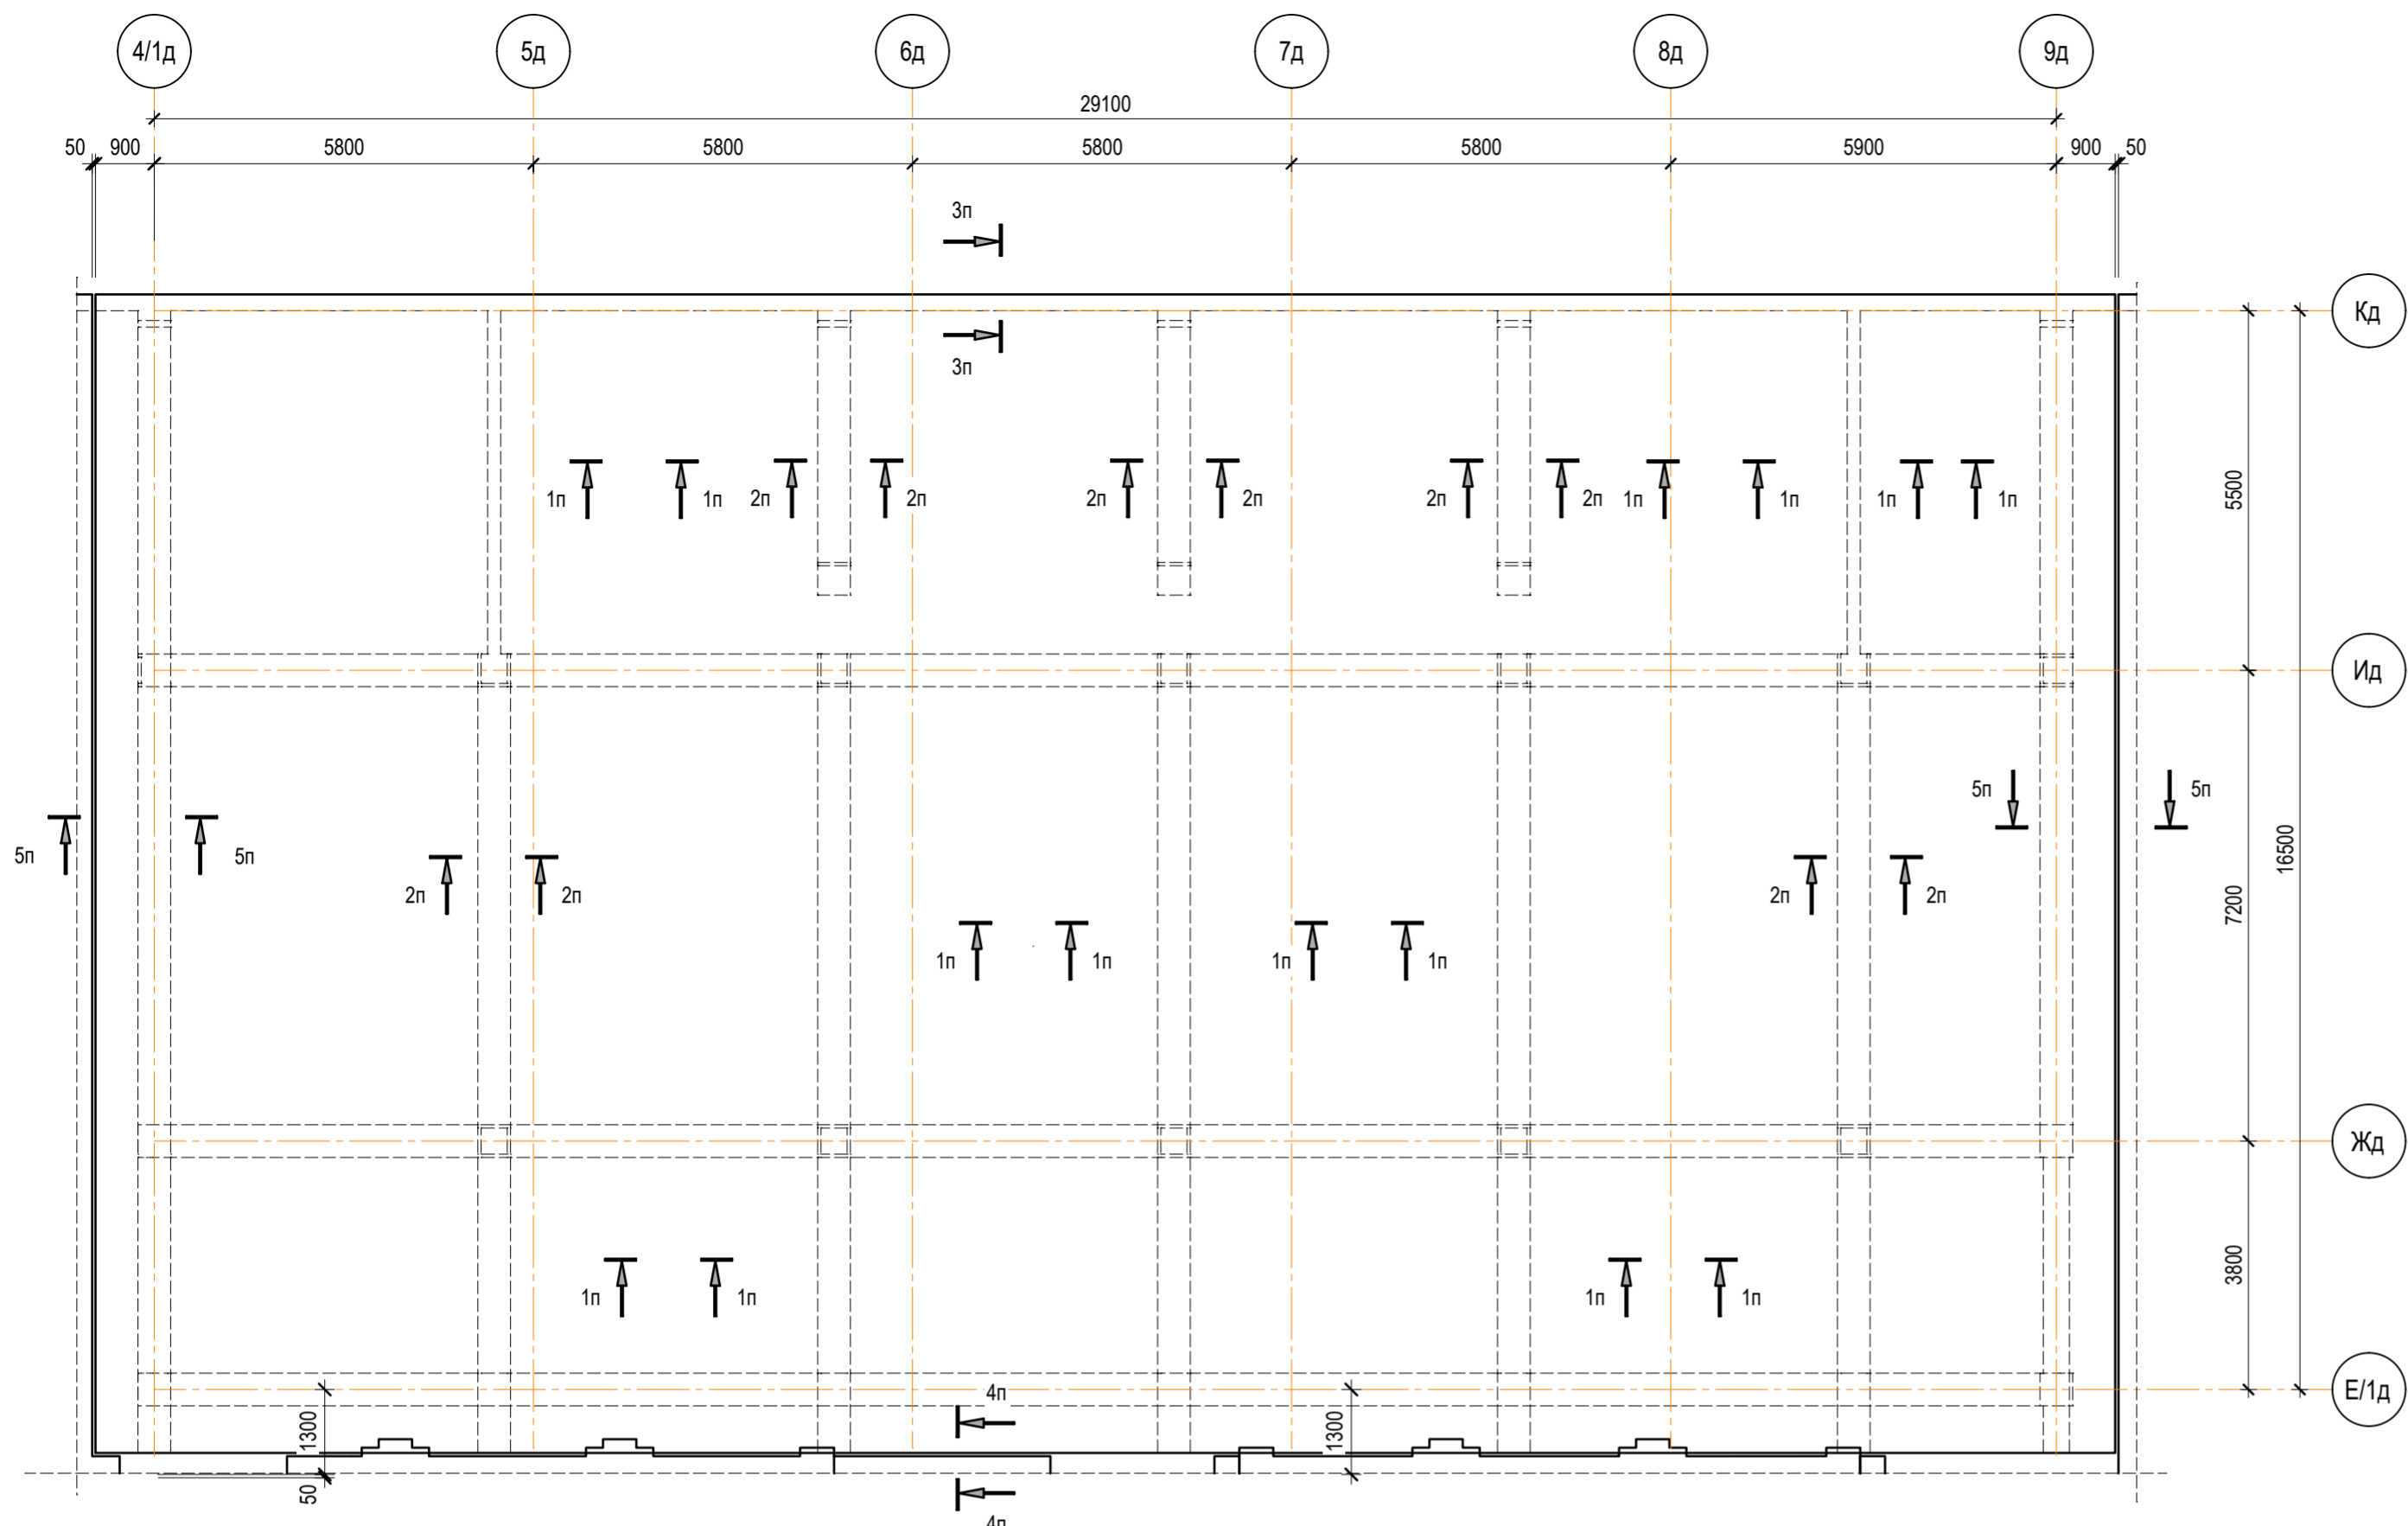 4/1д 5д 6д 7д 8д 9д
29100
50 900 5800 5800 5800 5800 5900 900 50
3п
Кд
3п
1п 1п 2п 2п 2п 2п 2п 2п 1п 1п 1п 1п
5500
Ид
5п 5п
16500
5п 5п
2п 2п 2п 2п
7200
1п 1п 1п 1п
Жд
3800
1п 1п 1п 1п
Е/1д
4п
1300 1300
50
4п